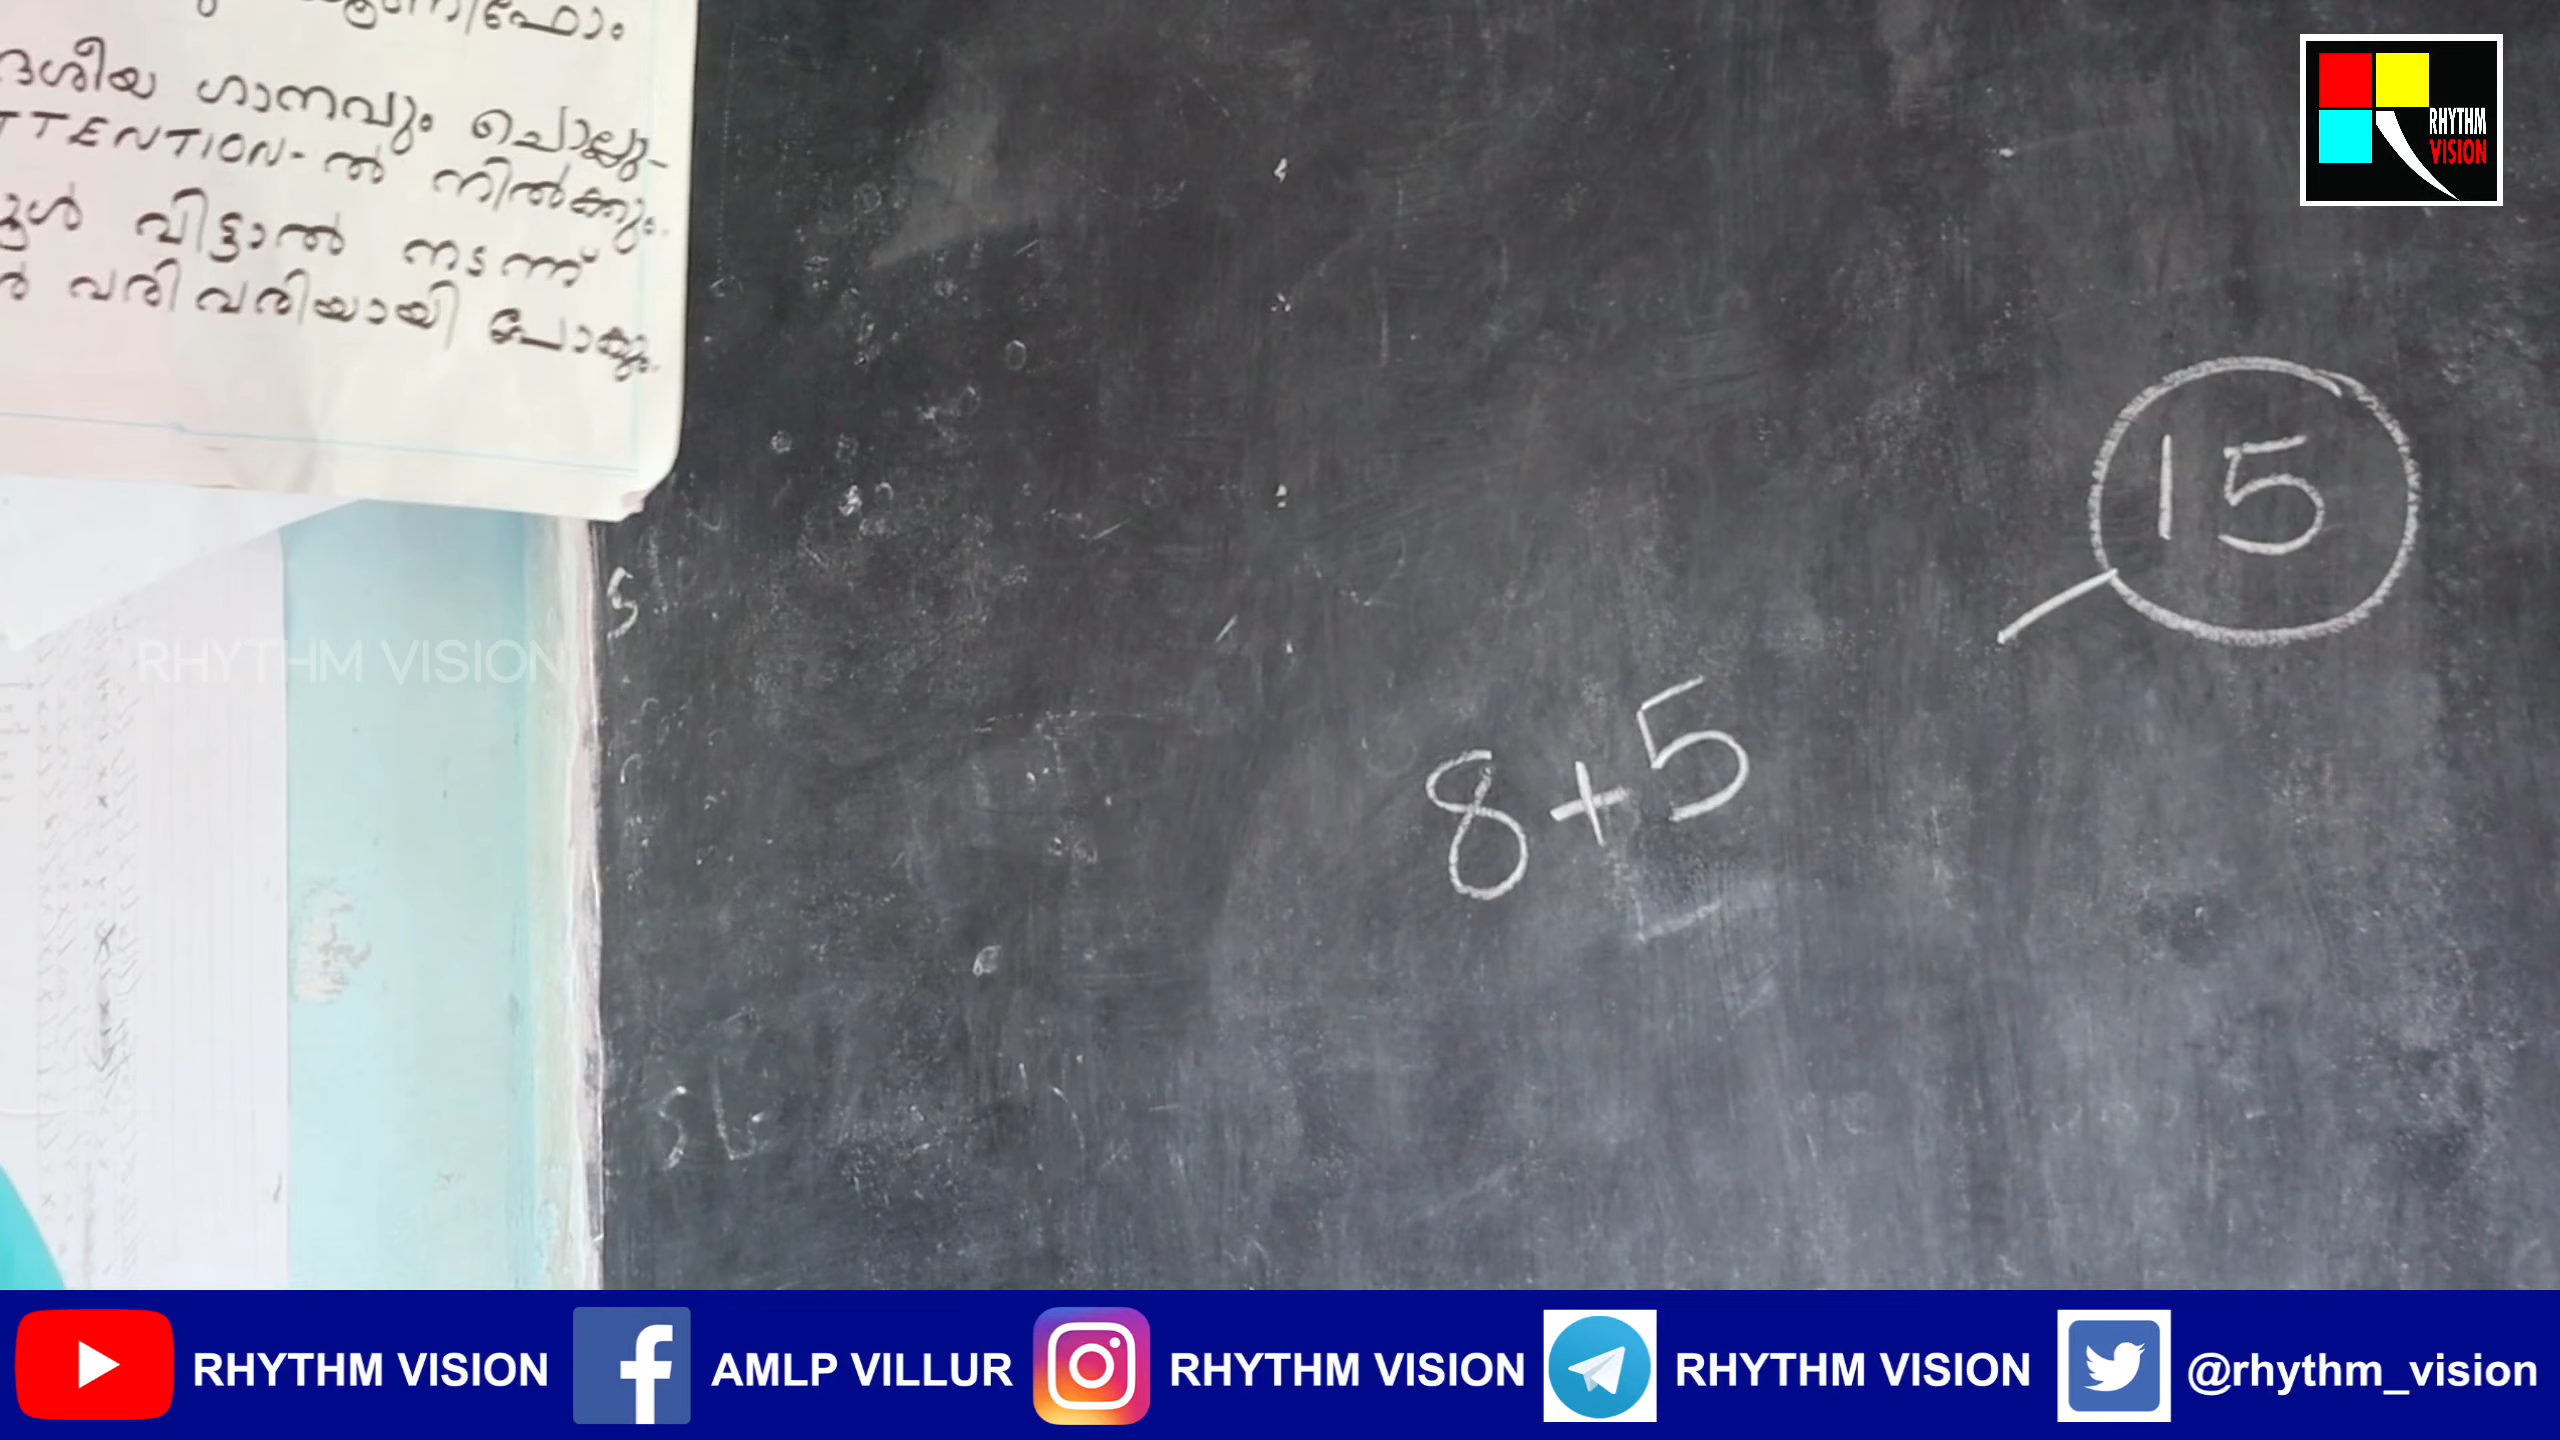 ദേശീയ ഗാനവും ചൊല്ലു-
TTENTION-ൽ നിൽക്കും.
വിട്ടാൽ നടന്ന്
വരിവരിയായി പോകും.
RHYTHM
VISION
15
8+5
5
RHYTHM VISION
RHYTHM VISION
AMLP VILLUR
RHYTHM VISION
RHYTHM VISION
@rhythm_vision